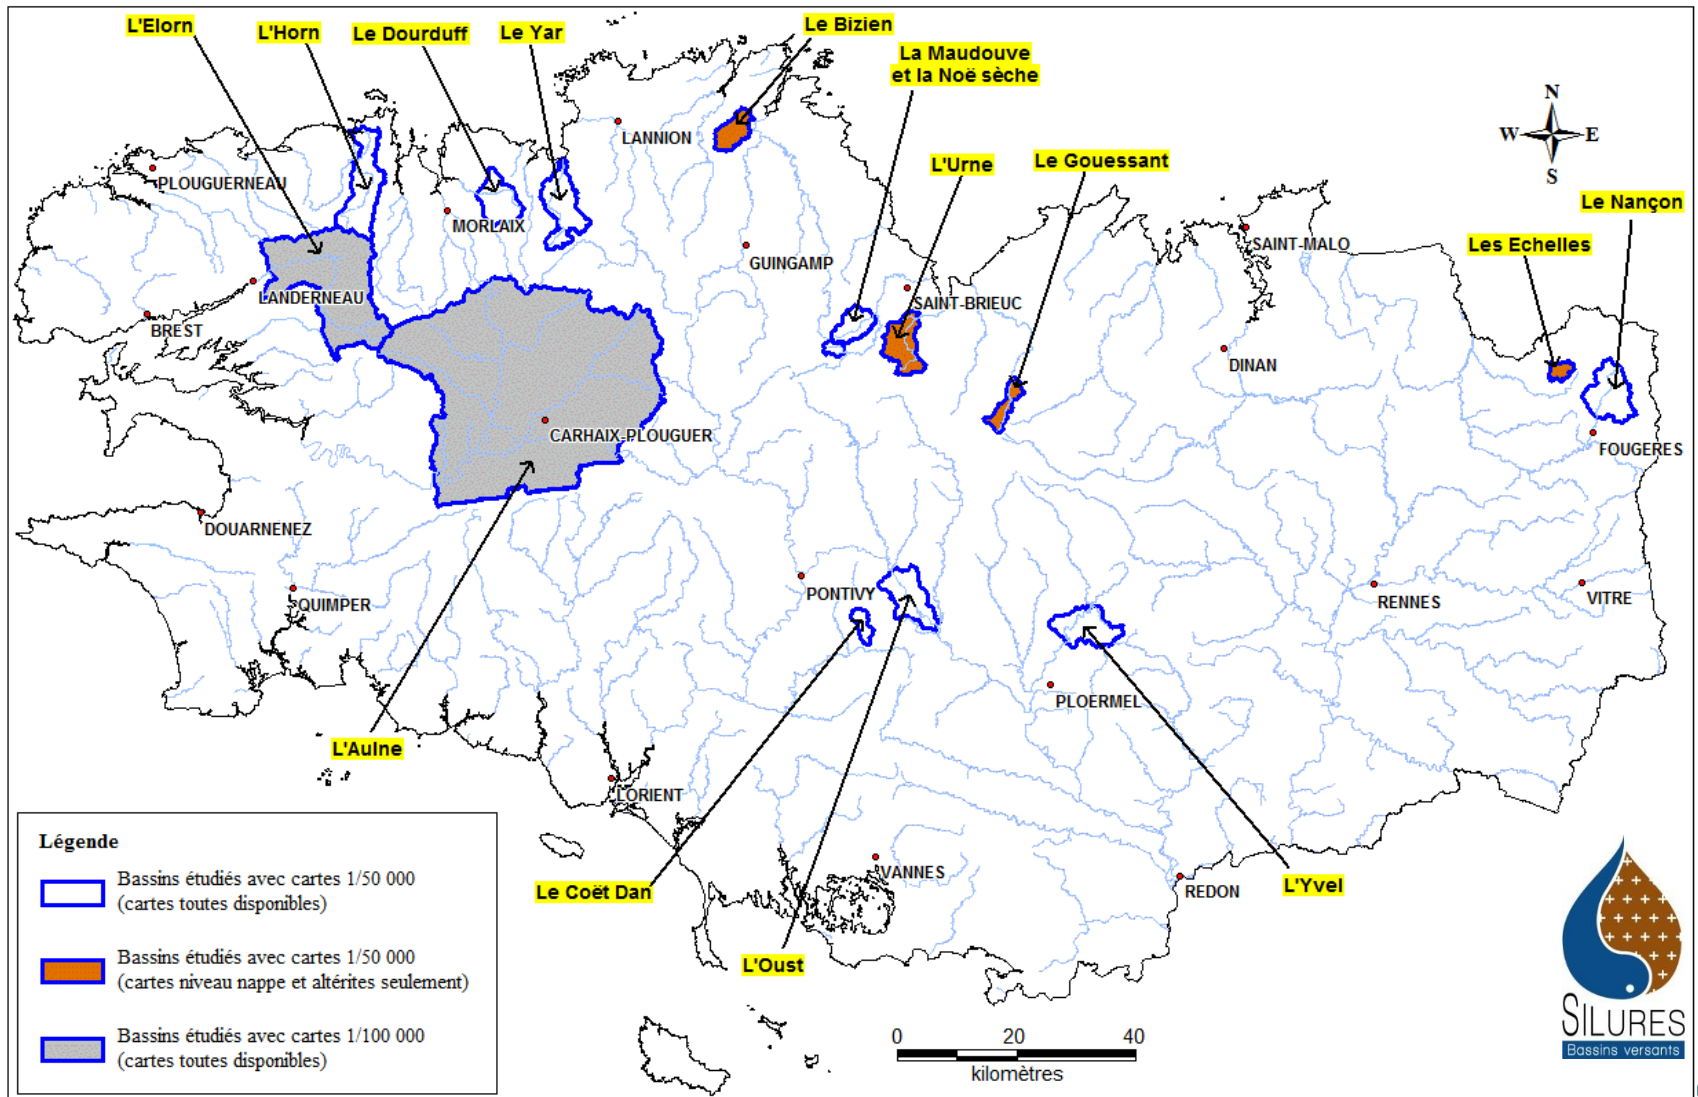 L'Elorn
L'Horn
Le Dourduff
Le Yar
Le Bizien
La Maudouve
et la Noë sèche
L'Urne
Le Gouessant
Les Echelles
Le Nançon
N
W
E
S
LANNION
PLOUGUERNEAU
MORLAIX
GUINGAMP
SAINT-MALO
LANDERNEAU
SAINT-BRIEUC
BREST
DINAN
CARHAIX-PLOUGUER
FOUGERES
DOUARNENEZ
PONTIVY
QUIMPER
RENNES
VITRE
PLOERMEL
L'Aulne
LORIENT
VANNES
REDON
Le Coët Dan
L'Yvel
L'Oust
Légende
Bassins étudiés avec cartes 1/50 000
(cartes toutes disponibles)
Bassins étudiés avec cartes 1/50 000
(cartes niveau nappe et altérites seulement)
Bassins étudiés avec cartes 1/100 000
(cartes toutes disponibles)
0 20 40
kilomètres
SILURES
Bassins versants